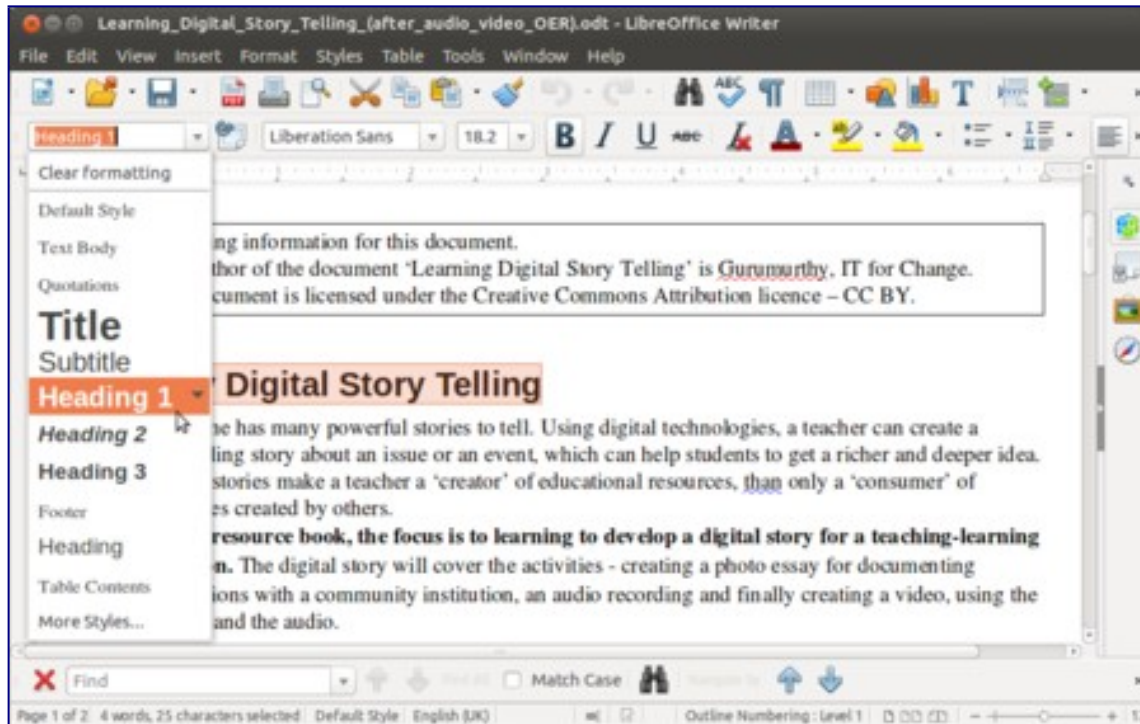 Learning_Digital_Story_Telling_(after_audio_video_OER).odt - LibreOffice Writer
File Edit View Insert Format Styles Table Tools Window Help
Heading 1 Liberation Sans 18.2 B I U ABC A
Clear formatting
Default Style
Text Body
Quotations
Title
Subtitle
Heading 1
Heading 2
Heading 3
Footer
Heading
Table Contents
More Styles...
ng information for this document.
thor of the document ‘Learning Digital Story Telling’ is Gurumurthy, IT for Change.
cument is licensed under the Creative Commons Attribution licence – CC BY.
Digital Story Telling
ne has many powerful stories to tell. Using digital technologies, a teacher can create a
ling story about an issue or an event, which can help students to get a richer and deeper idea.
stories make a teacher a ‘creator’ of educational resources, than only a ‘consumer’ of
es created by others.
resource book, the focus is to learning to develop a digital story for a teaching-learning
n. The digital story will cover the activities - creating a photo essay for documenting
ions with a community institution, an audio recording and finally creating a video, using the
and the audio.
Find Match Case
Page 1 of 2 4 words, 25 characters selected Default Style English (UK) Outline Numbering : Level 1